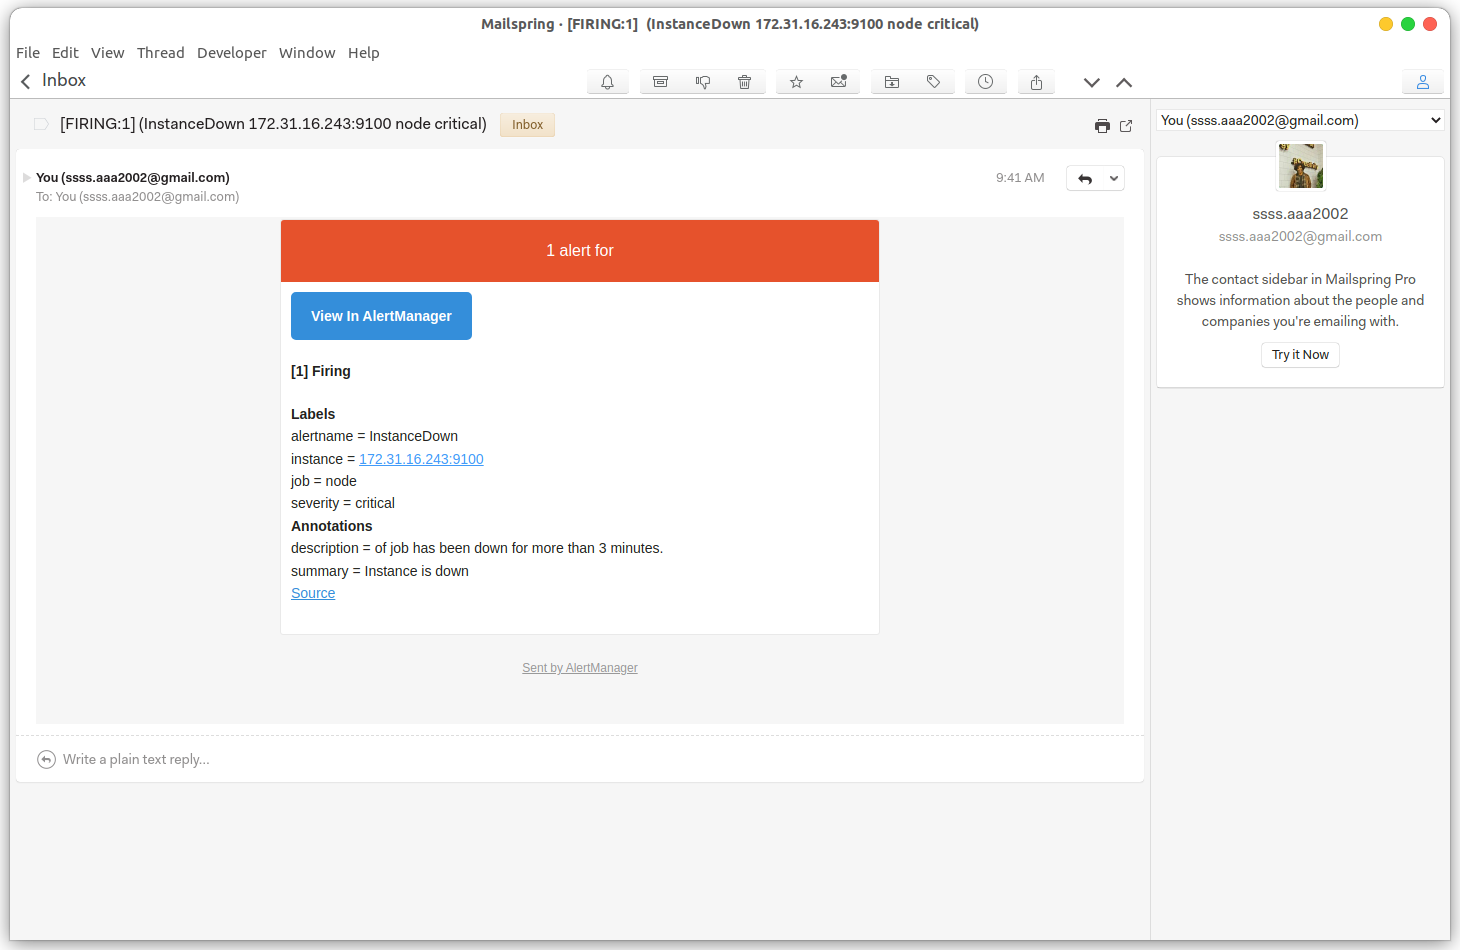 Mailspring · [FIRING:1] (InstanceDown 172.31.16.243:9100 node critical)
File Edit View Thread Developer Window Help
Inbox
[FIRING:1] (InstanceDown 172.31.16.243:9100 node critical) Inbox
You (ssss.aaa2002@gmail.com)
9:41 AM
To: You (ssss.aaa2002@gmail.com)
1 alert for
View In AlertManager
[1] Firing
Labels
alertname = InstanceDown
instance = 172.31.16.243:9100
job = node
severity = critical
Annotations
description = of job has been down for more than 3 minutes.
summary = Instance is down
Source
Sent by AlertManager
Write a plain text reply...
You (ssss.aaa2002@gmail.com)
ssss.aaa2002
ssss.aaa2002@gmail.com
The contact sidebar in Mailspring Pro
shows information about the people and
companies you're emailing with.
Try it Now